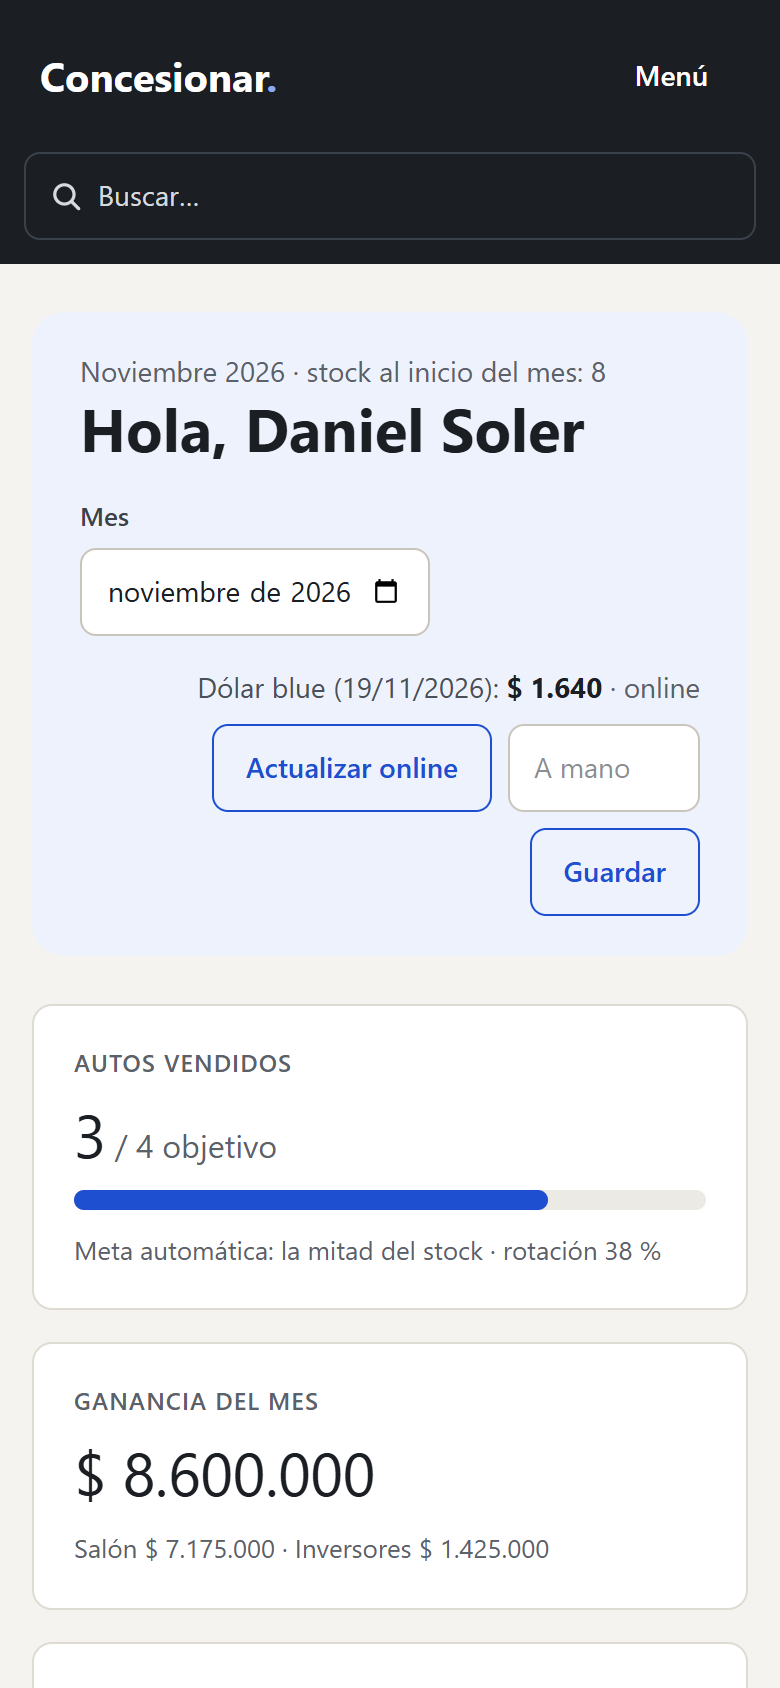 Concesionar.
Menú
Buscar...
Noviembre 2026 · stock al inicio del mes: 8
Hola, Daniel Soler
Mes
noviembre de 2026
Dólar blue (19/11/2026): $ 1.640 · online
Actualizar online
A mano
Guardar
AUTOS VENDIDOS
3 / 4 objetivo
Meta automática: la mitad del stock · rotación 38 %
GANANCIA DEL MES
$ 8.600.000
Salón $ 7.175.000 · Inversores $ 1.425.000